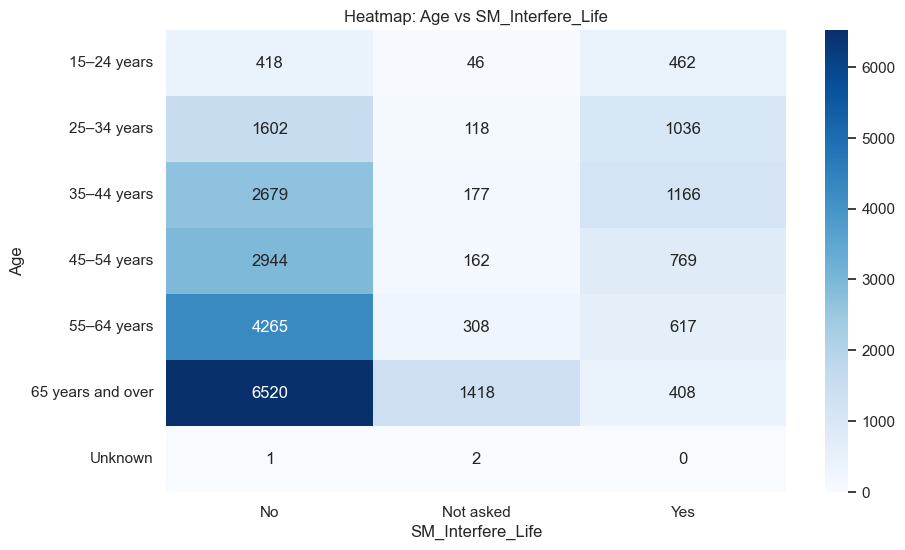 Heatmap: Age vs SM_Interfere_Life
Age
15–24 years 418 46 462
25–34 years 1602 118 1036
35–44 years 2679 177 1166
45–54 years 2944 162 769
55–64 years 4265 308 617
65 years and over 6520 1418 408
Unknown 1 2 0
No Not asked Yes
SM_Interfere_Life
6000
5000
4000
3000
2000
1000
0